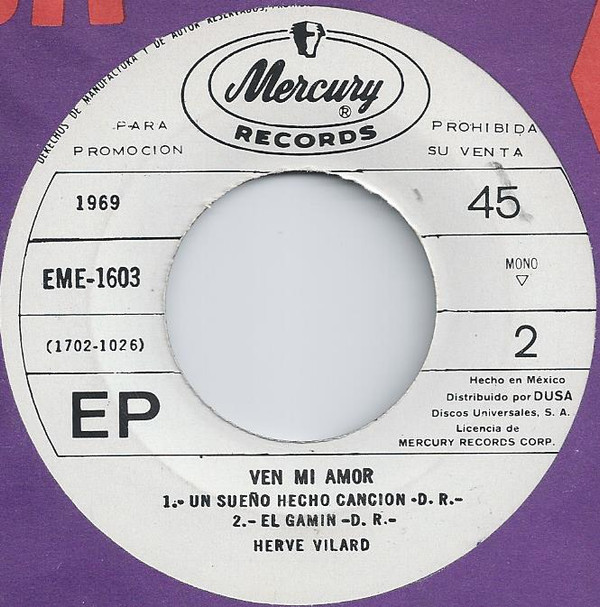 DERECHOS DE MANUFACTURA Y DE AUTOR RESERVADOS,
Mercury
®
RECORDS
PARA
PROMOCION
PROHIBIDA
SU VENTA
1969
45
EME-1603
MONO
(1702-1026)
2
EP
Hecho en México
Distribuido por DUSA
Discos Universales, S. A.
Licencia de
MERCURY RECORDS CORP.
VEN MI AMOR
1.- UN SUEÑO HECHO CANCION -D. R.-
2.- EL GAMIN -D. R.-
HERVE VILARD